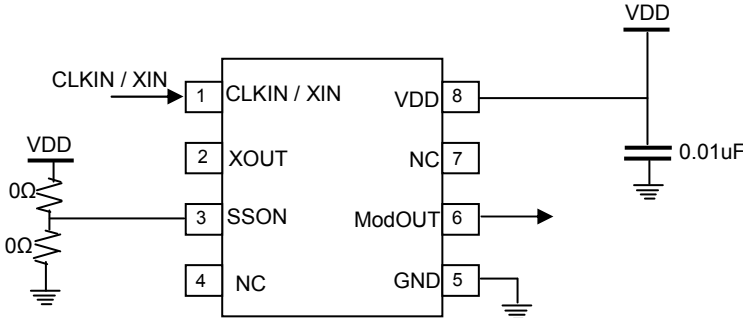 VDD
CLKIN / XIN
1 CLKIN / XIN
VDD 8
VDD
2 XOUT
NC 7
0.01uF
0Ω
3 SSON
ModOUT 6
0Ω
4 NC
GND 5